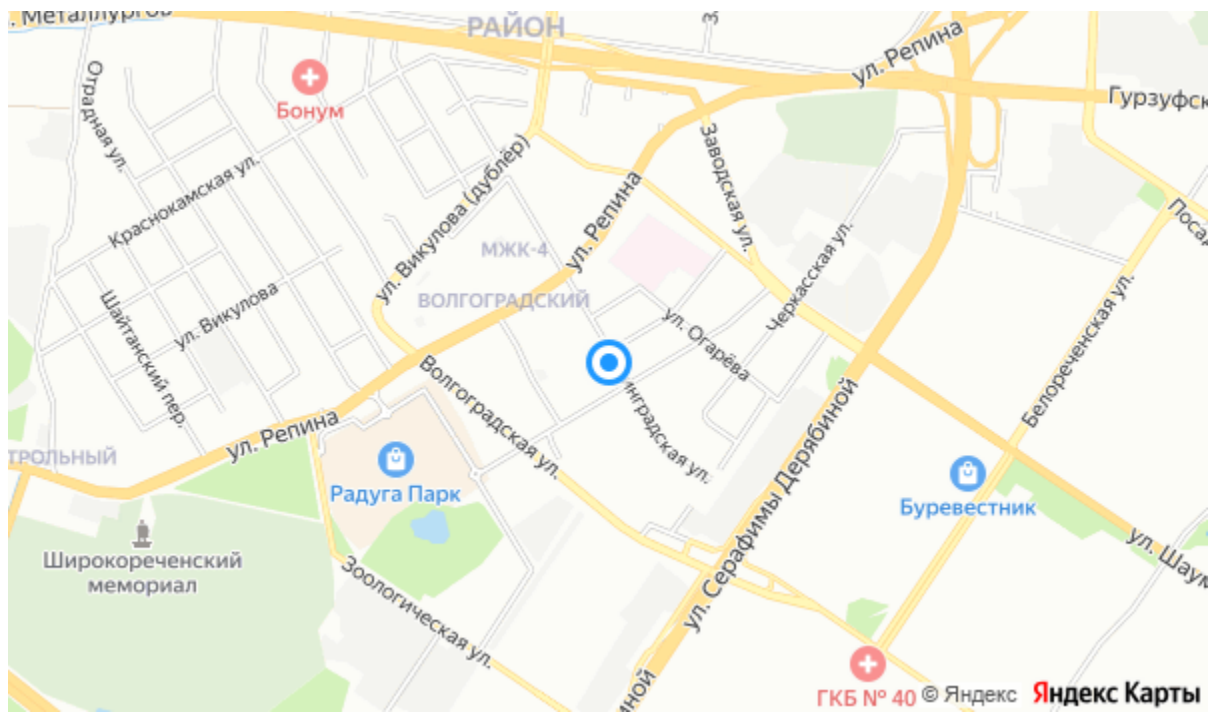 . Металлургов
РАЙОН
ул. Репина
Гурзуфск
Бонум
Отрадная ул.
Краснокамская ул.
ул. Викулова (дублёр)
Заводская ул.
Посад
ул. Репина
МЖК-4
ВОЛГОГРАДСКИЙ
Черкасская ул.
Белореченская ул.
Шайтанский пер.
ул. Викулова
ул. Огарёва
Волгоградская ул.
инградская ул.
ул. Репина
ТРОЛЬНЫЙ
Радуга Парк
ул. Серафимы Дерябиной
Буревестник
ул. Шаум
Широкореченский
мемориал
Зоологическая ул.
иной
ГКБ № 40
© Яндекс
Яндекс Карты